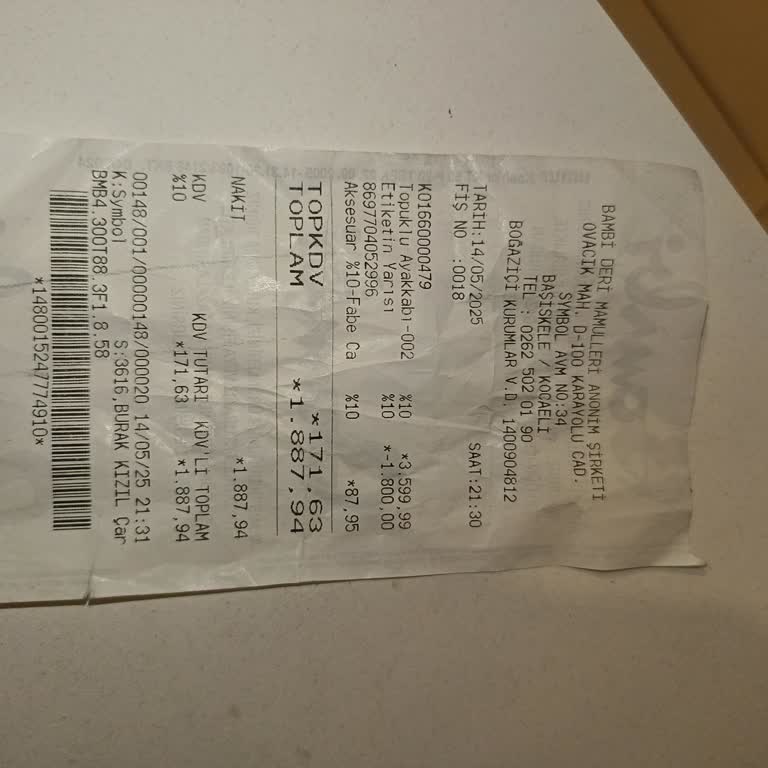 BAMBİ DERİ MAMULLERİ ANONİM ŞİRKETİ
OVACIK MAH. D-100 KARAYOLU CAD.
SYMBOL AVM NO:34
BAŞİSKELE / KOCAELİ
TEL : 0262 502 01 90
BOĞAZİÇİ KURUMLAR V.D. 1400904812
TARİH:14/05/2025 SAAT:21:30
FİŞ NO :0018
K01660000479
Topuklu Ayakkabı-002 %10 *3.599,99
Etiketin Yarısı %10 *-1.800,00
8697704052996
Aksesuar %10-Fabe Ca %10 *87,95
TOPKDV *171,63
TOPLAM *1.887,94
NAKİT *1.887,94
KDV KDV TUTARI KDV'Lİ TOPLAM
%10 *171,63 *1.887,94
00148/001/00000148/000020 14/05/25 21:31
K:Symbol S:3616,BURAK KIZIL Çar
BMB4.300T88.3F1.8.58
*1480015247774910*